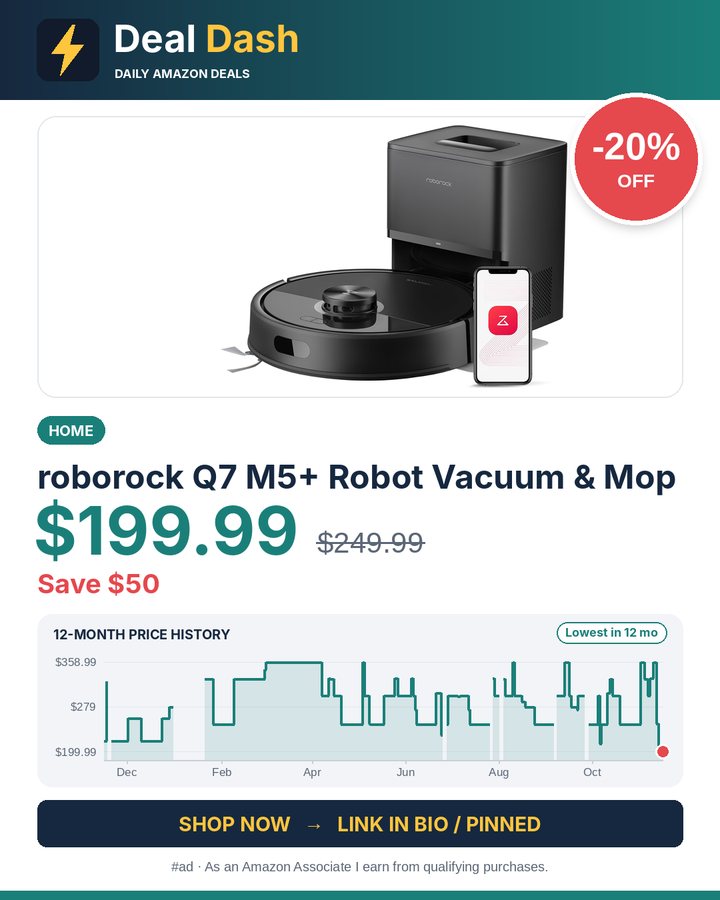 Deal Dash
DAILY AMAZON DEALS
-20%
OFF
roborock
HOME
roborock Q7 M5+ Robot Vacuum & Mop
$199.99 $249.99
Save $50
12-MONTH PRICE HISTORY
Lowest in 12 mo
$358.99
$279
$199.99
Dec Feb Apr Jun Aug Oct
SHOP NOW → LINK IN BIO / PINNED
#ad · As an Amazon Associate I earn from qualifying purchases.